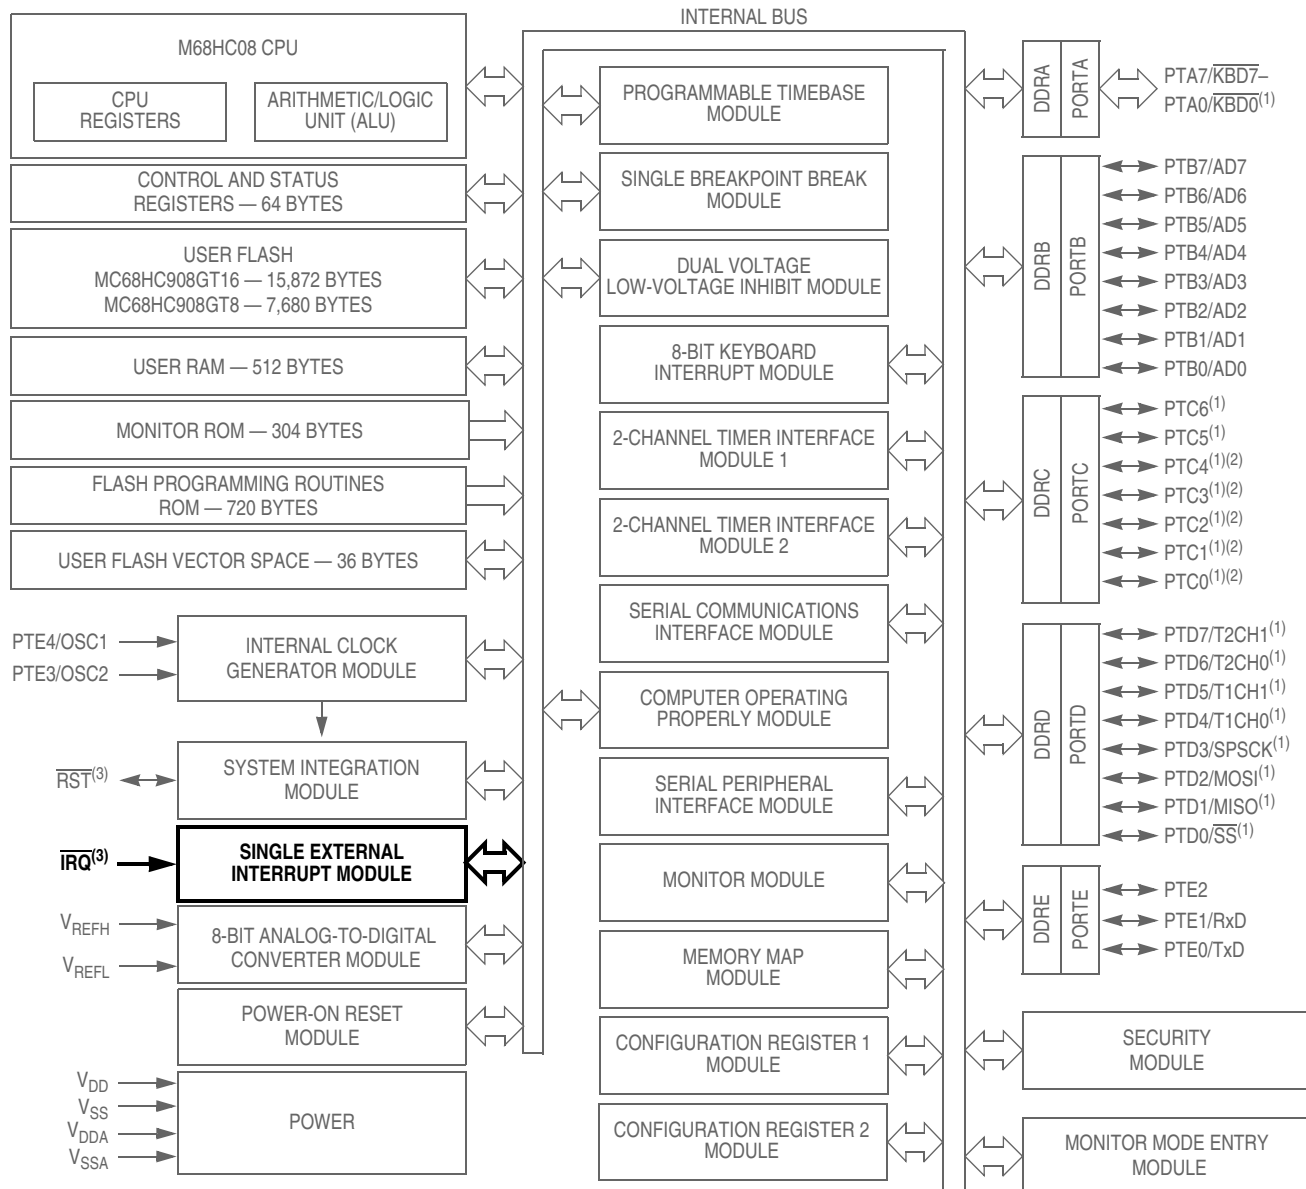 INTERNAL BUS
M68HC08 CPU
CPU
REGISTERS
ARITHMETIC/LOGIC
UNIT (ALU)
CONTROL AND STATUS
REGISTERS — 64 BYTES
USER FLASH
MC68HC908GT16 — 15,872 BYTES
MC68HC908GT8 — 7,680 BYTES
USER RAM — 512 BYTES
MONITOR ROM — 304 BYTES
FLASH PROGRAMMING ROUTINES
ROM — 720 BYTES
USER FLASH VECTOR SPACE — 36 BYTES
PTE4/OSC1
PTE3/OSC2
INTERNAL CLOCK
GENERATOR MODULE
RST(3)
SYSTEM INTEGRATION
MODULE
IRQ(3)
SINGLE EXTERNAL
INTERRUPT MODULE
VREFH
VREFL
8-BIT ANALOG-TO-DIGITAL
CONVERTER MODULE
POWER-ON RESET
MODULE
VDD
VSS
VDDA
VSSA
POWER
PROGRAMMABLE TIMEBASE
MODULE
SINGLE BREAKPOINT BREAK
MODULE
DUAL VOLTAGE
LOW-VOLTAGE INHIBIT MODULE
8-BIT KEYBOARD
INTERRUPT MODULE
2-CHANNEL TIMER INTERFACE
MODULE 1
2-CHANNEL TIMER INTERFACE
MODULE 2
SERIAL COMMUNICATIONS
INTERFACE MODULE
COMPUTER OPERATING
PROPERLY MODULE
SERIAL PERIPHERAL
INTERFACE MODULE
MONITOR MODULE
MEMORY MAP
MODULE
CONFIGURATION REGISTER 1
MODULE
CONFIGURATION REGISTER 2
MODULE
DDRA
PORTA
PTA7/KBD7–
PTA0/KBD0(1)
DDRB
PORTB
PTB7/AD7
PTB6/AD6
PTB5/AD5
PTB4/AD4
PTB3/AD3
PTB2/AD2
PTB1/AD1
PTB0/AD0
DDRC
PORTC
PTC6(1)
PTC5(1)
PTC4(1)(2)
PTC3(1)(2)
PTC2(1)(2)
PTC1(1)(2)
PTC0(1)(2)
DDRD
PORTD
PTD7/T2CH1(1)
PTD6/T2CH0(1)
PTD5/T1CH1(1)
PTD4/T1CH0(1)
PTD3/SPSCK(1)
PTD2/MOSI(1)
PTD1/MISO(1)
PTD0/SS(1)
DDRE
PORTE
PTE2
PTE1/RxD
PTE0/TxD
SECURITY
MODULE
MONITOR MODE ENTRY
MODULE